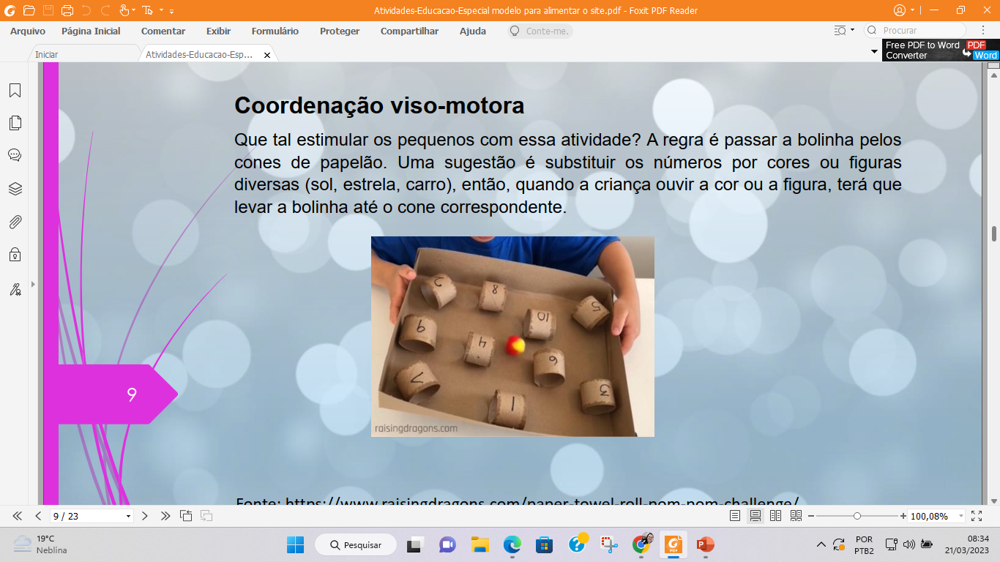 Atividades-Educacao-Especial modelo para alimentar o site.pdf - Foxit PDF Reader
Arquivo Página Inicial Comentar Exibir Formulário Proteger Compartilhar Ajuda Conte-me. Procurar
Iniciar Atividades-Educacao-Esp...
Free PDF to Word
Converter
PDF
Word
Coordenação viso-motora
Que tal estimular os pequenos com essa atividade? A regra é passar a bolinha pelos
cones de papelão. Uma sugestão é substituir os números por cores ou figuras
diversas (sol, estrela, carro), então, quando a criança ouvir a cor ou a figura, terá que
levar a bolinha até o cone correspondente.
2
8
5
10
9
4
6
7
3
1
raisingdragons.com
9
Fonte: https://www.raisingdragons.com/paper-towel-roll-pom-pom-challenge/
9 / 23
100,08%
19°C
Neblina
Pesquisar
POR
PTB2
08:34
21/03/2023